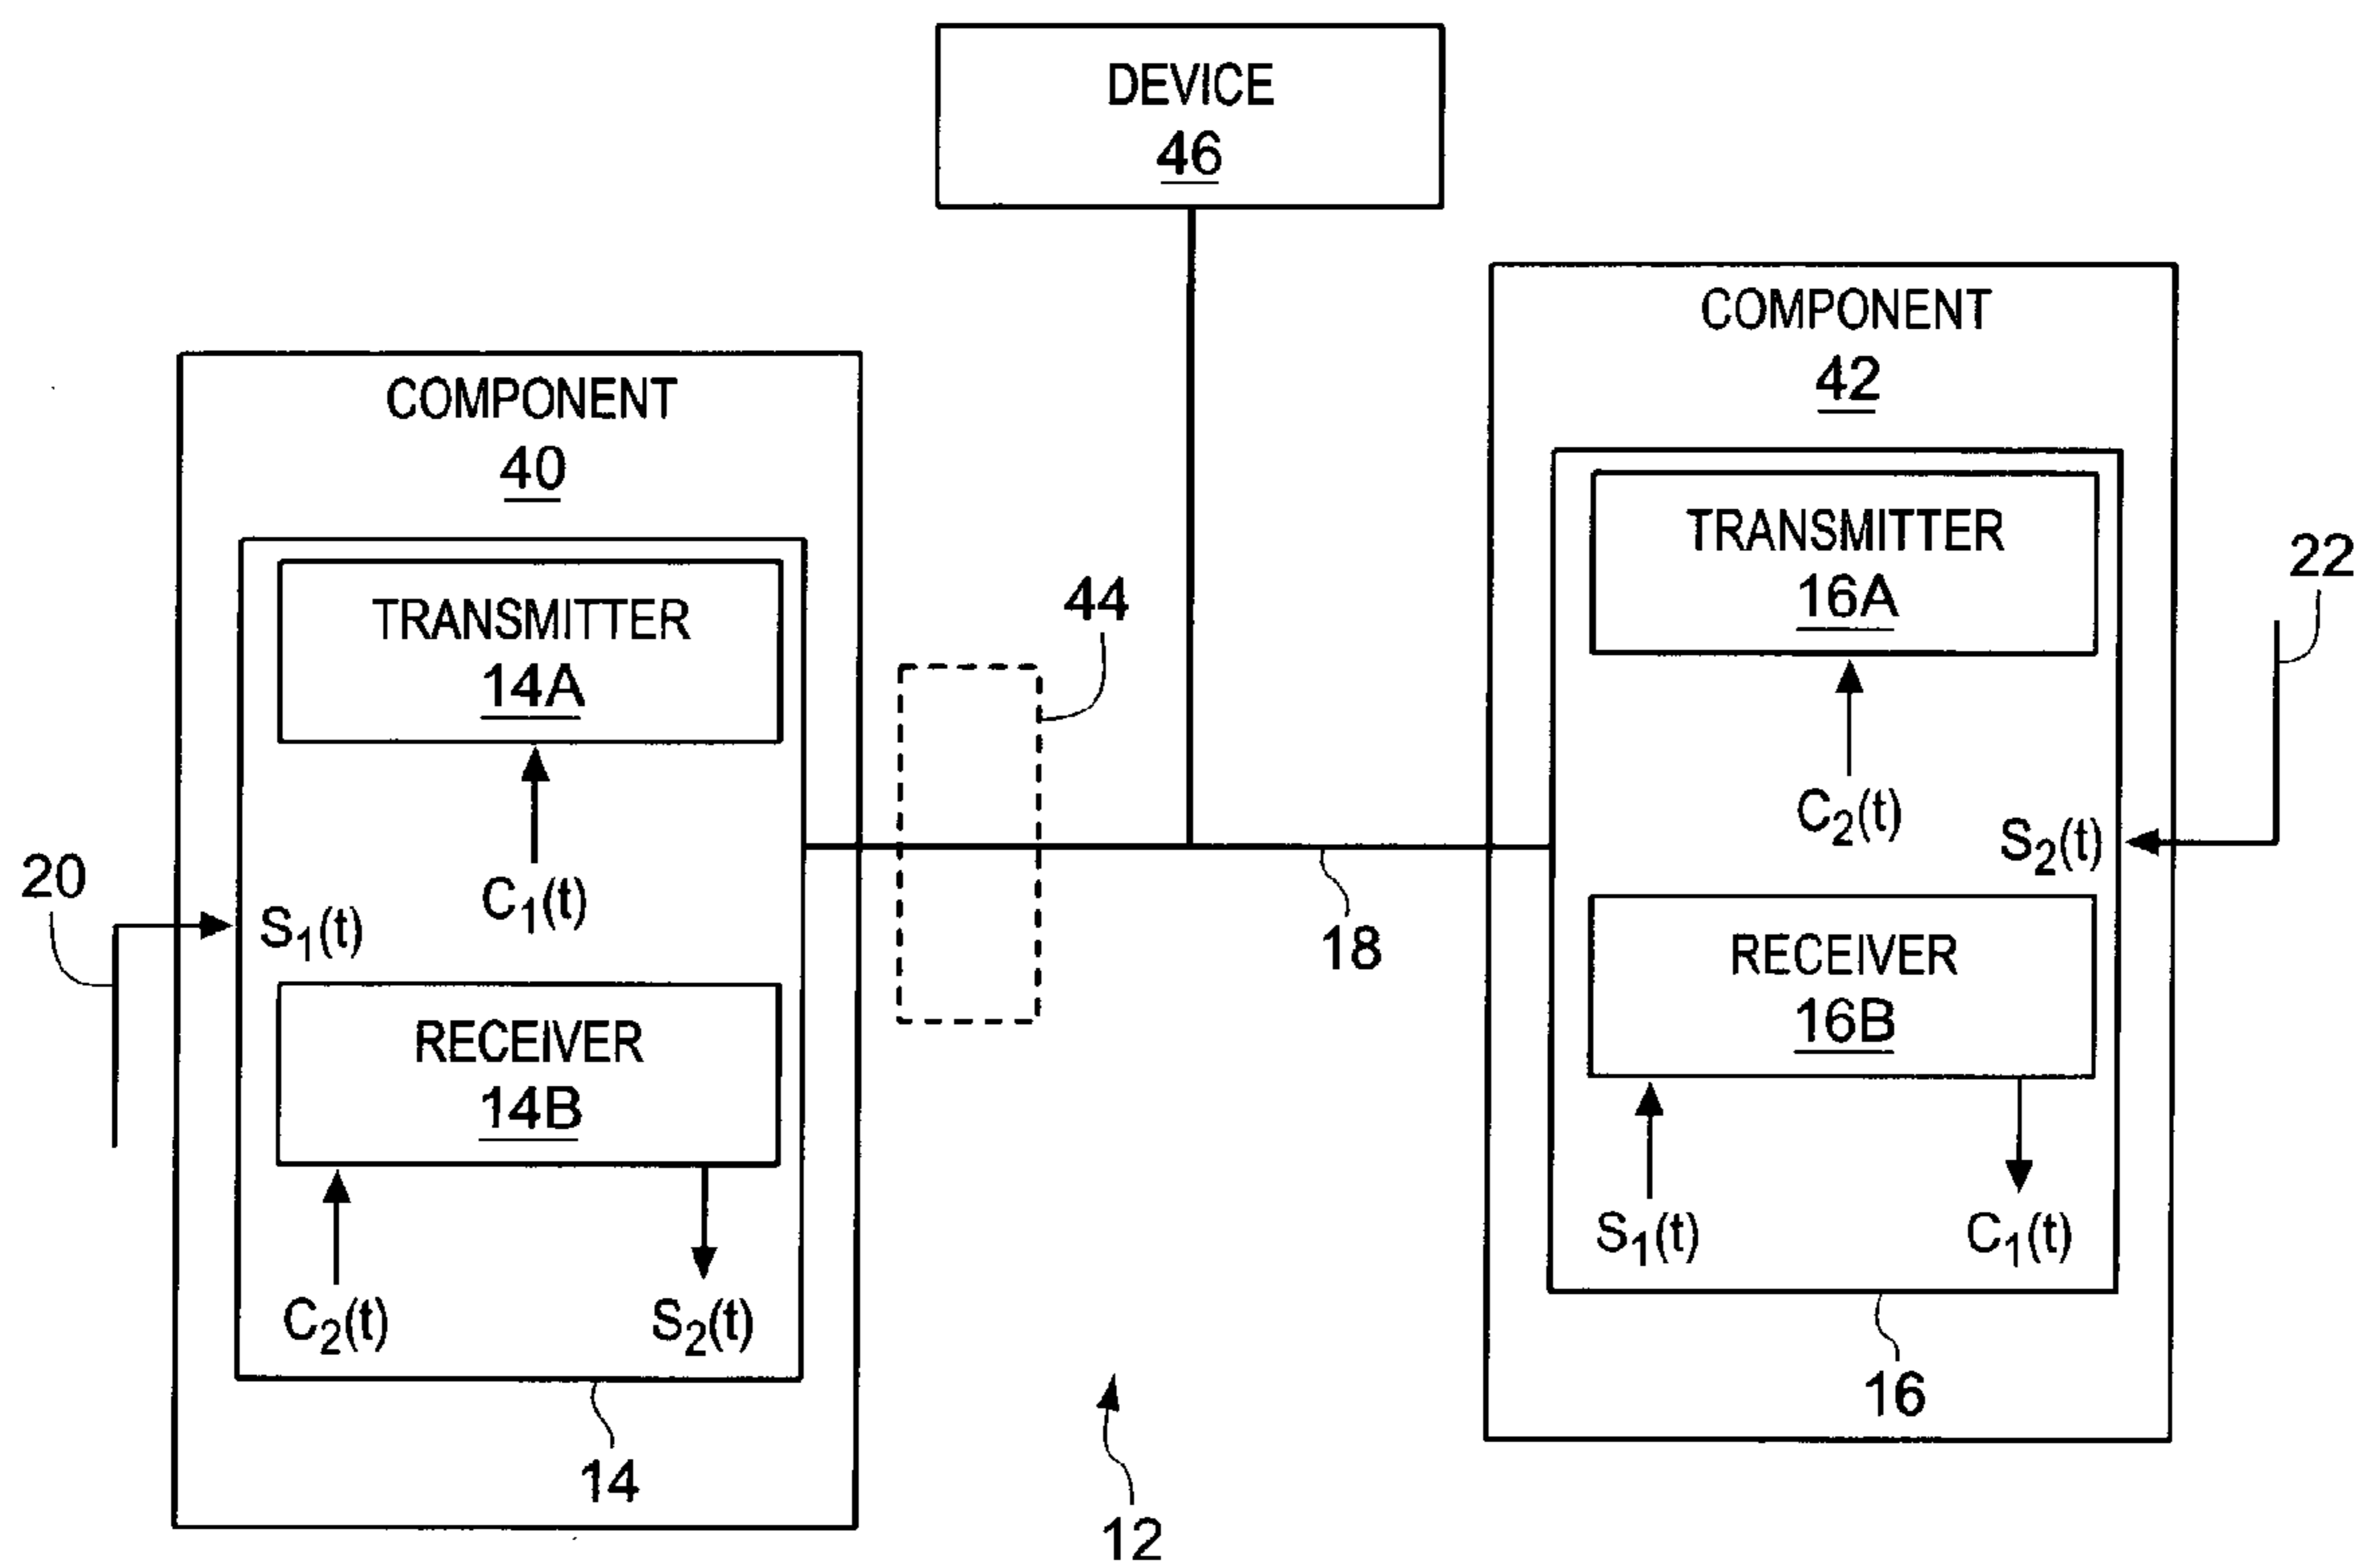 DEVICE
46
COMPONENT
42
TRANSMITTER
16A
C2(t)
S2(t)
22
RECEIVER
16B
S1(t)
C1(t)
16
COMPONENT
40
TRANSMITTER
14A
C1(t)
20
S1(t)
RECEIVER
14B
C2(t)
S2(t)
14
44
18
12